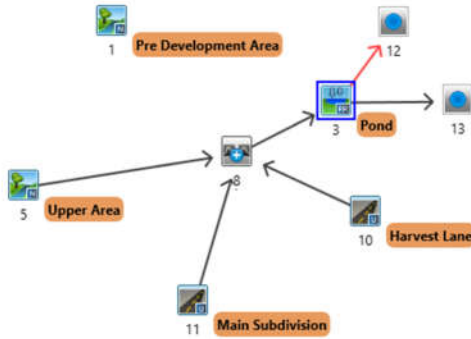 12
1
Pre Development Area
3
Pond
13
8
5
Upper Area
10
Harvest Lane
11
Main Subdivision